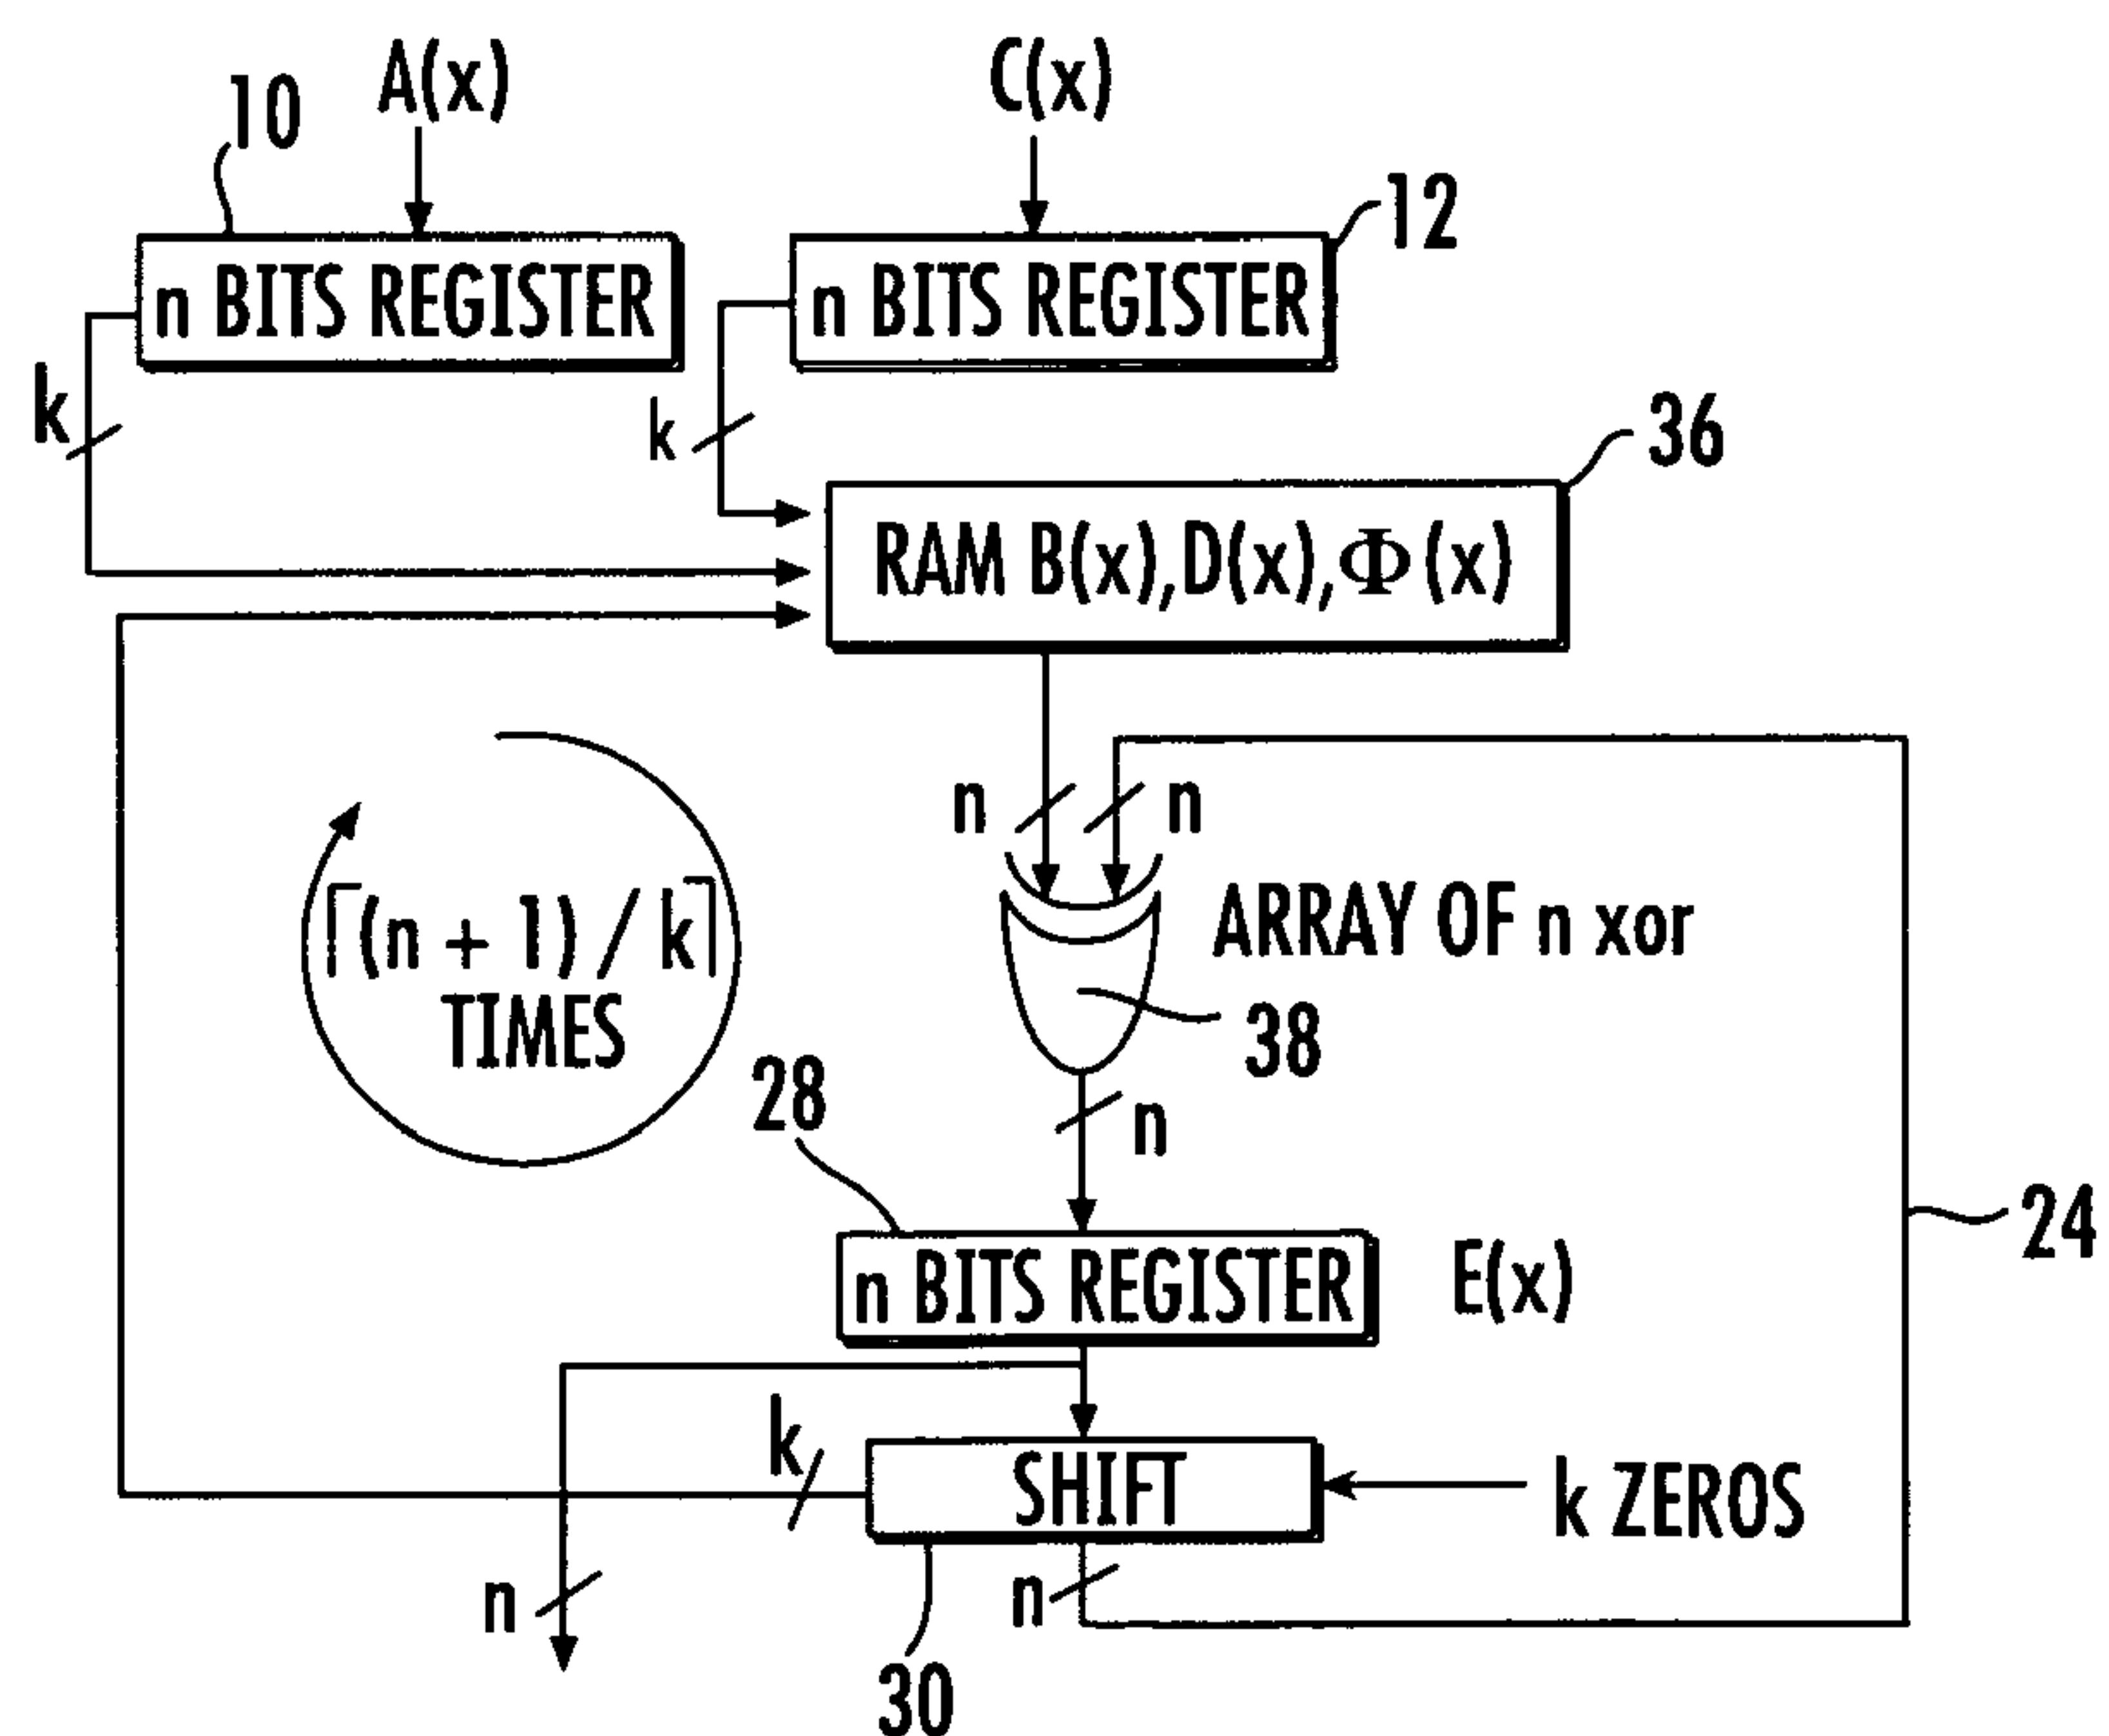 10
A(x)
C(x)
12
n BITS REGISTER
n BITS REGISTER
k
k
36
RAM B(x), D(x), Φ(x)
n
n
⌈(n + 1) / k⌉
TIMES
ARRAY OF n xor
38
28
n
24
n BITS REGISTER
E(x)
k
SHIFT
k ZEROS
n
n
30